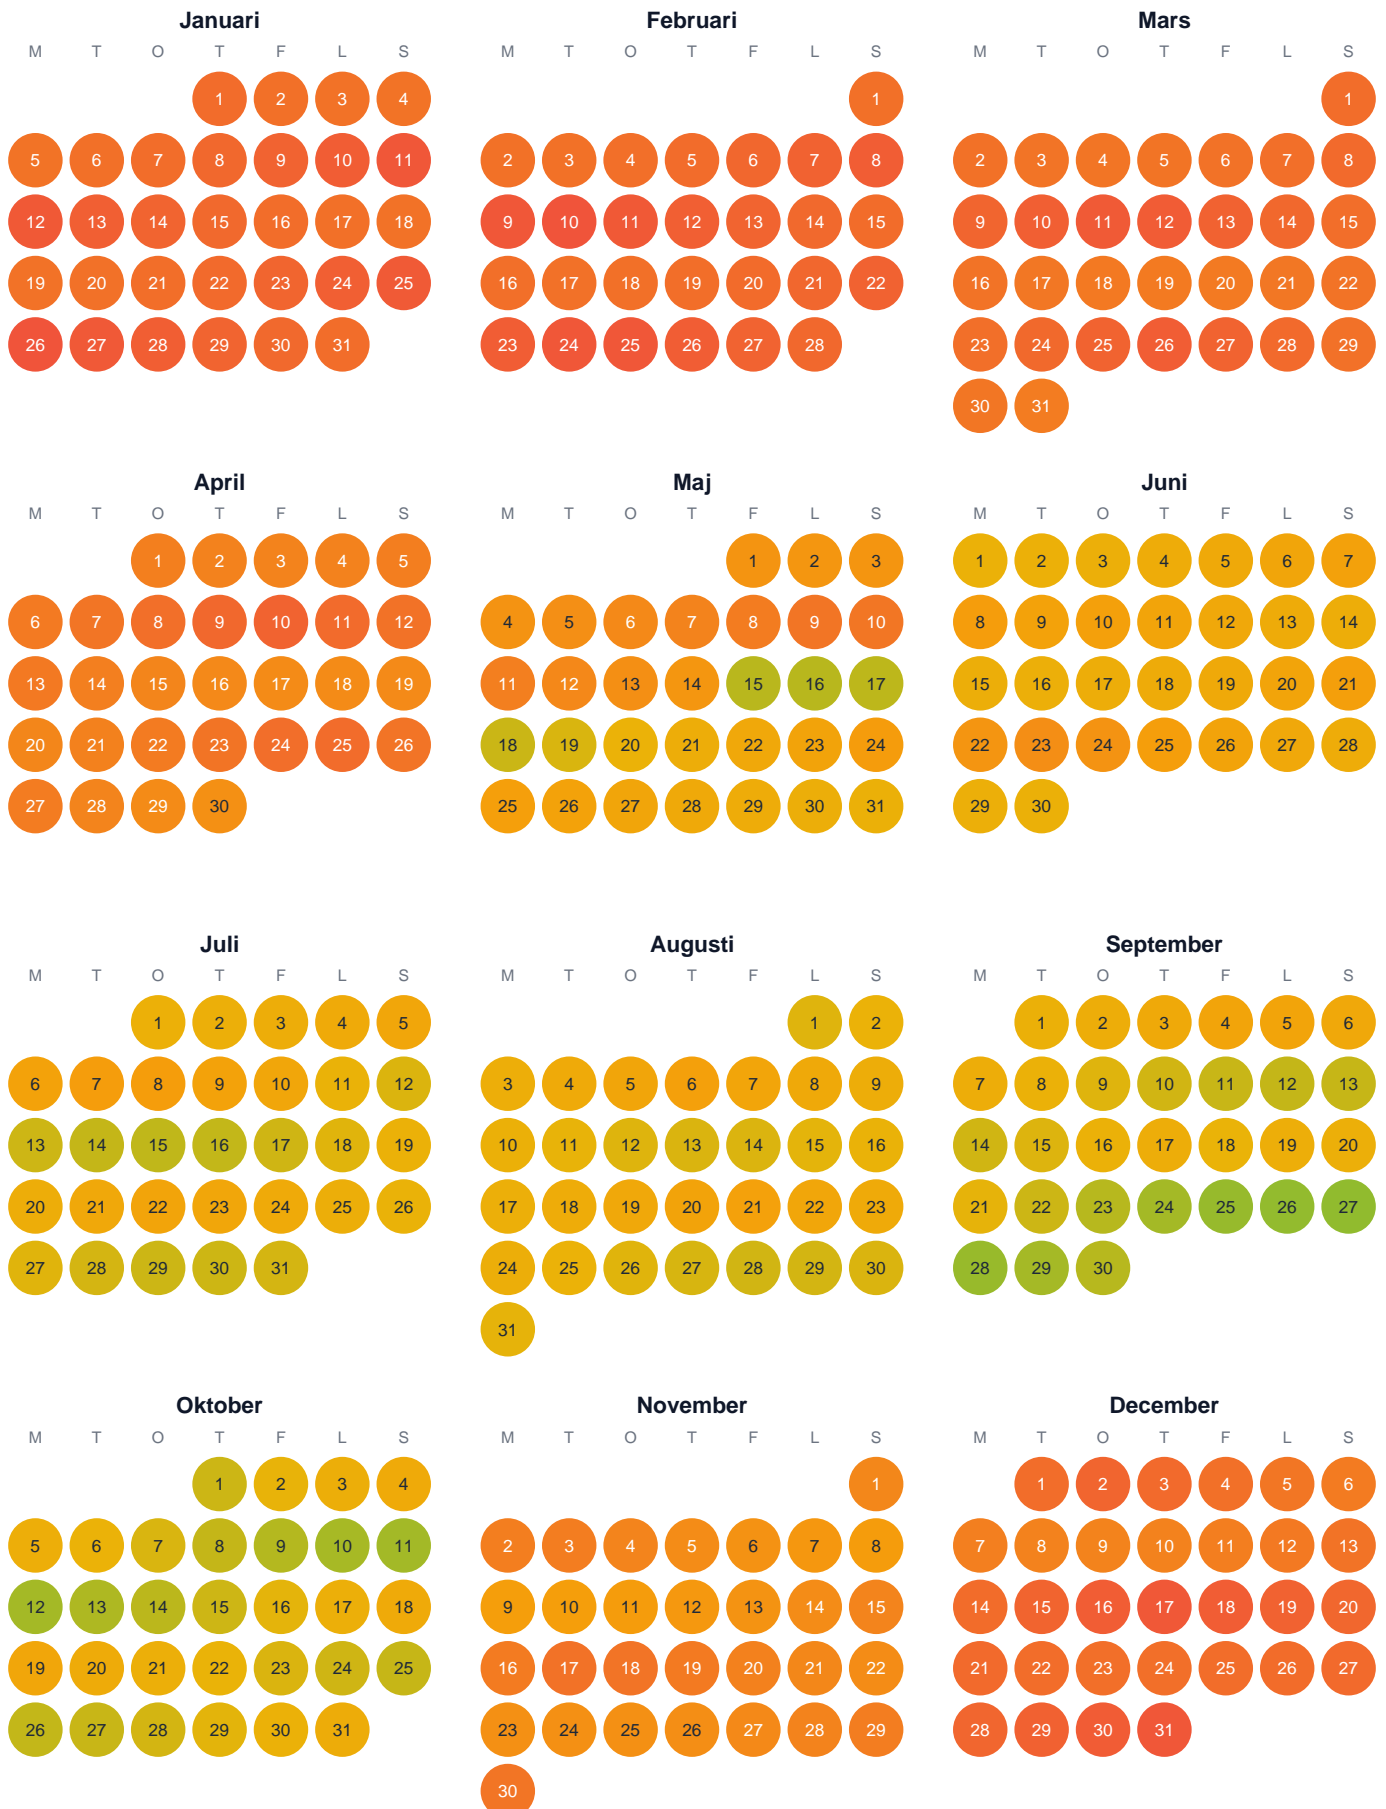 Januari Februari Mars
M T O T F L S M T O T F L S M T O T F L S
1 2 3 4 1 1
5 6 7 8 9 10 11 2 3 4 5 6 7 8 2 3 4 5 6 7 8
12 13 14 15 16 17 18 9 10 11 12 13 14 15 9 10 11 12 13 14 15
19 20 21 22 23 24 25 16 17 18 19 20 21 22 16 17 18 19 20 21 22
26 27 28 29 30 31 23 24 25 26 27 28 23 24 25 26 27 28 29
30 31
April Maj Juni
M T O T F L S M T O T F L S M T O T F L S
1 2 3 4 5 1 2 3 1 2 3 4 5 6 7
6 7 8 9 10 11 12 4 5 6 7 8 9 10 8 9 10 11 12 13 14
13 14 15 16 17 18 19 11 12 13 14 15 16 17 15 16 17 18 19 20 21
20 21 22 23 24 25 26 18 19 20 21 22 23 24 22 23 24 25 26 27 28
27 28 29 30 25 26 27 28 29 30 31 29 30
Juli Augusti September
M T O T F L S M T O T F L S M T O T F L S
1 2 3 4 5 1 2 1 2 3 4 5 6
6 7 8 9 10 11 12 3 4 5 6 7 8 9 7 8 9 10 11 12 13
13 14 15 16 17 18 19 10 11 12 13 14 15 16 14 15 16 17 18 19 20
20 21 22 23 24 25 26 17 18 19 20 21 22 23 21 22 23 24 25 26 27
27 28 29 30 31 24 25 26 27 28 29 30 28 29 30
31
Oktober November December
M T O T F L S M T O T F L S M T O T F L S
1 2 3 4 1 1 2 3 4 5 6
5 6 7 8 9 10 11 2 3 4 5 6 7 8 7 8 9 10 11 12 13
12 13 14 15 16 17 18 9 10 11 12 13 14 15 14 15 16 17 18 19 20
19 20 21 22 23 24 25 16 17 18 19 20 21 22 21 22 23 24 25 26 27
26 27 28 29 30 31 23 24 25 26 27 28 29 28 29 30 31
30